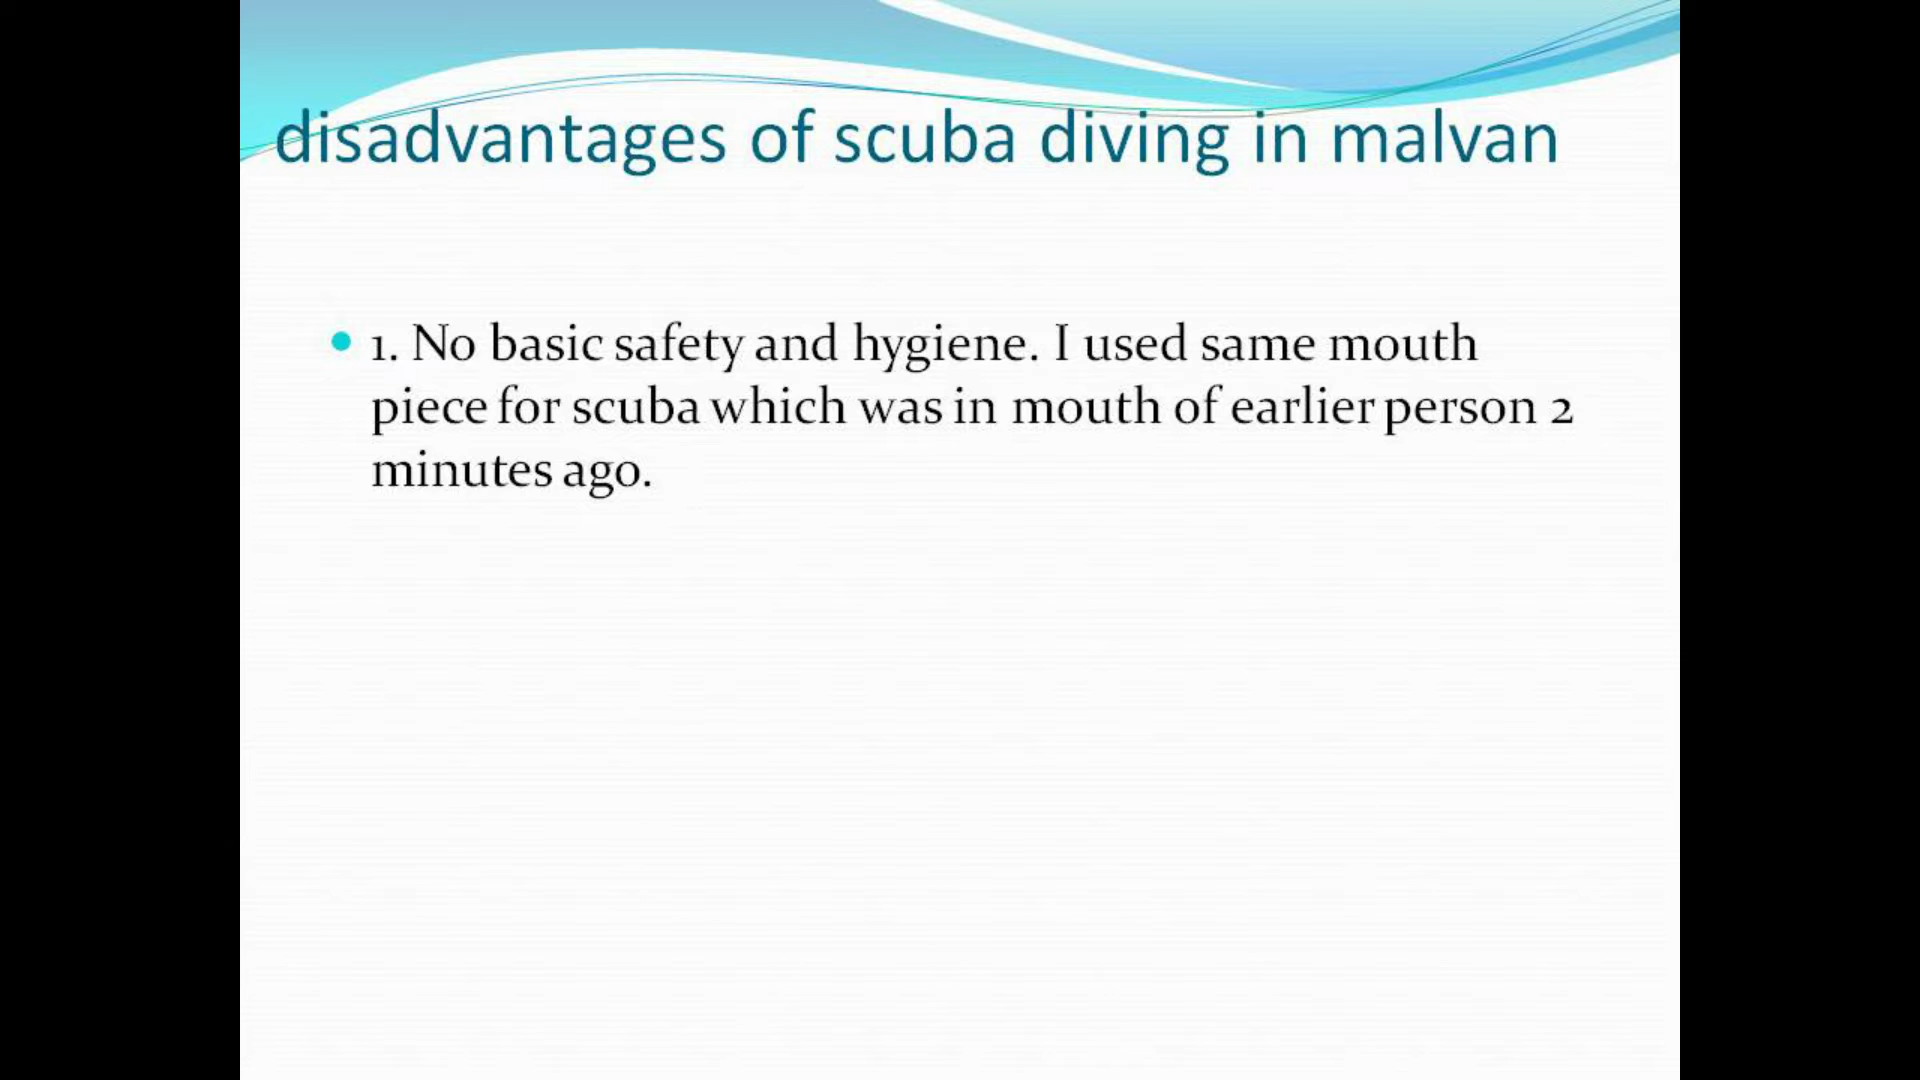 disadvantages of scuba diving in malvan
• 1. No basic safety and hygiene. I used same mouth
piece for scuba which was in mouth of earlier person 2
minutes ago.